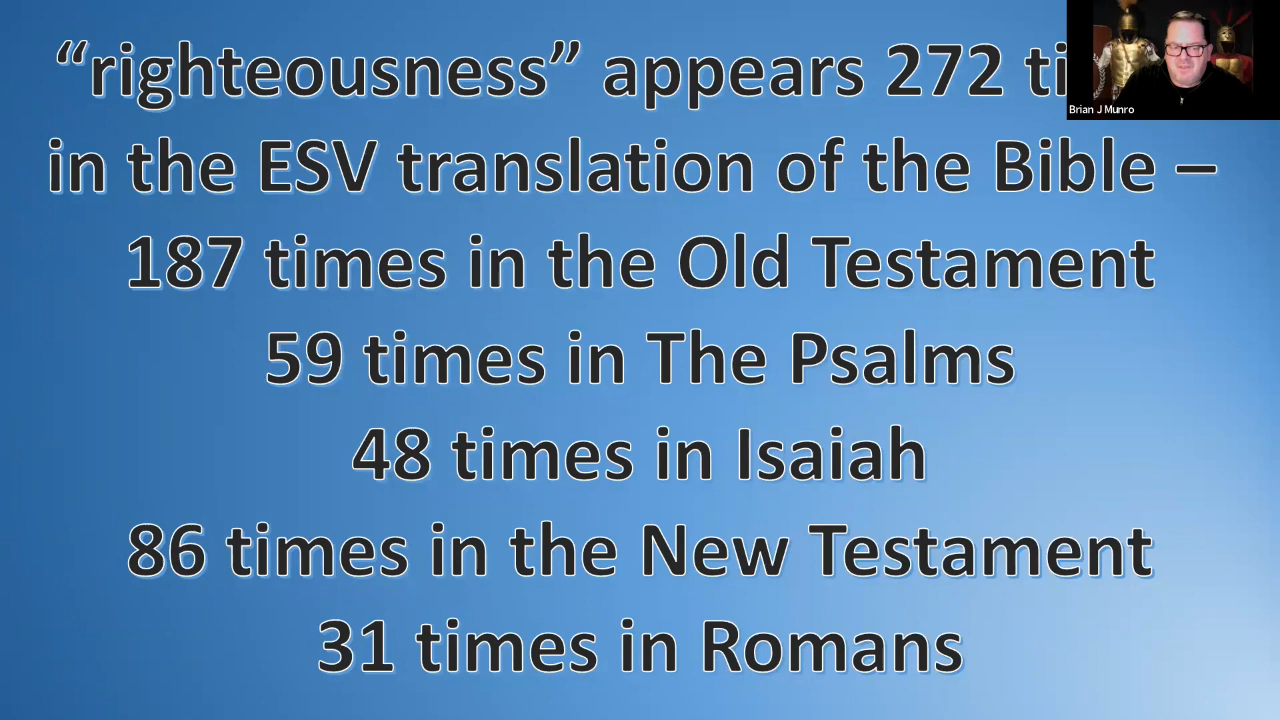 “righteousness” appears 272
Brian J Munro
in the ESV translation of the Bible –
187 times in the Old Testament
59 times in The Psalms
48 times in Isaiah
86 times in the New Testament
31 times in Romans